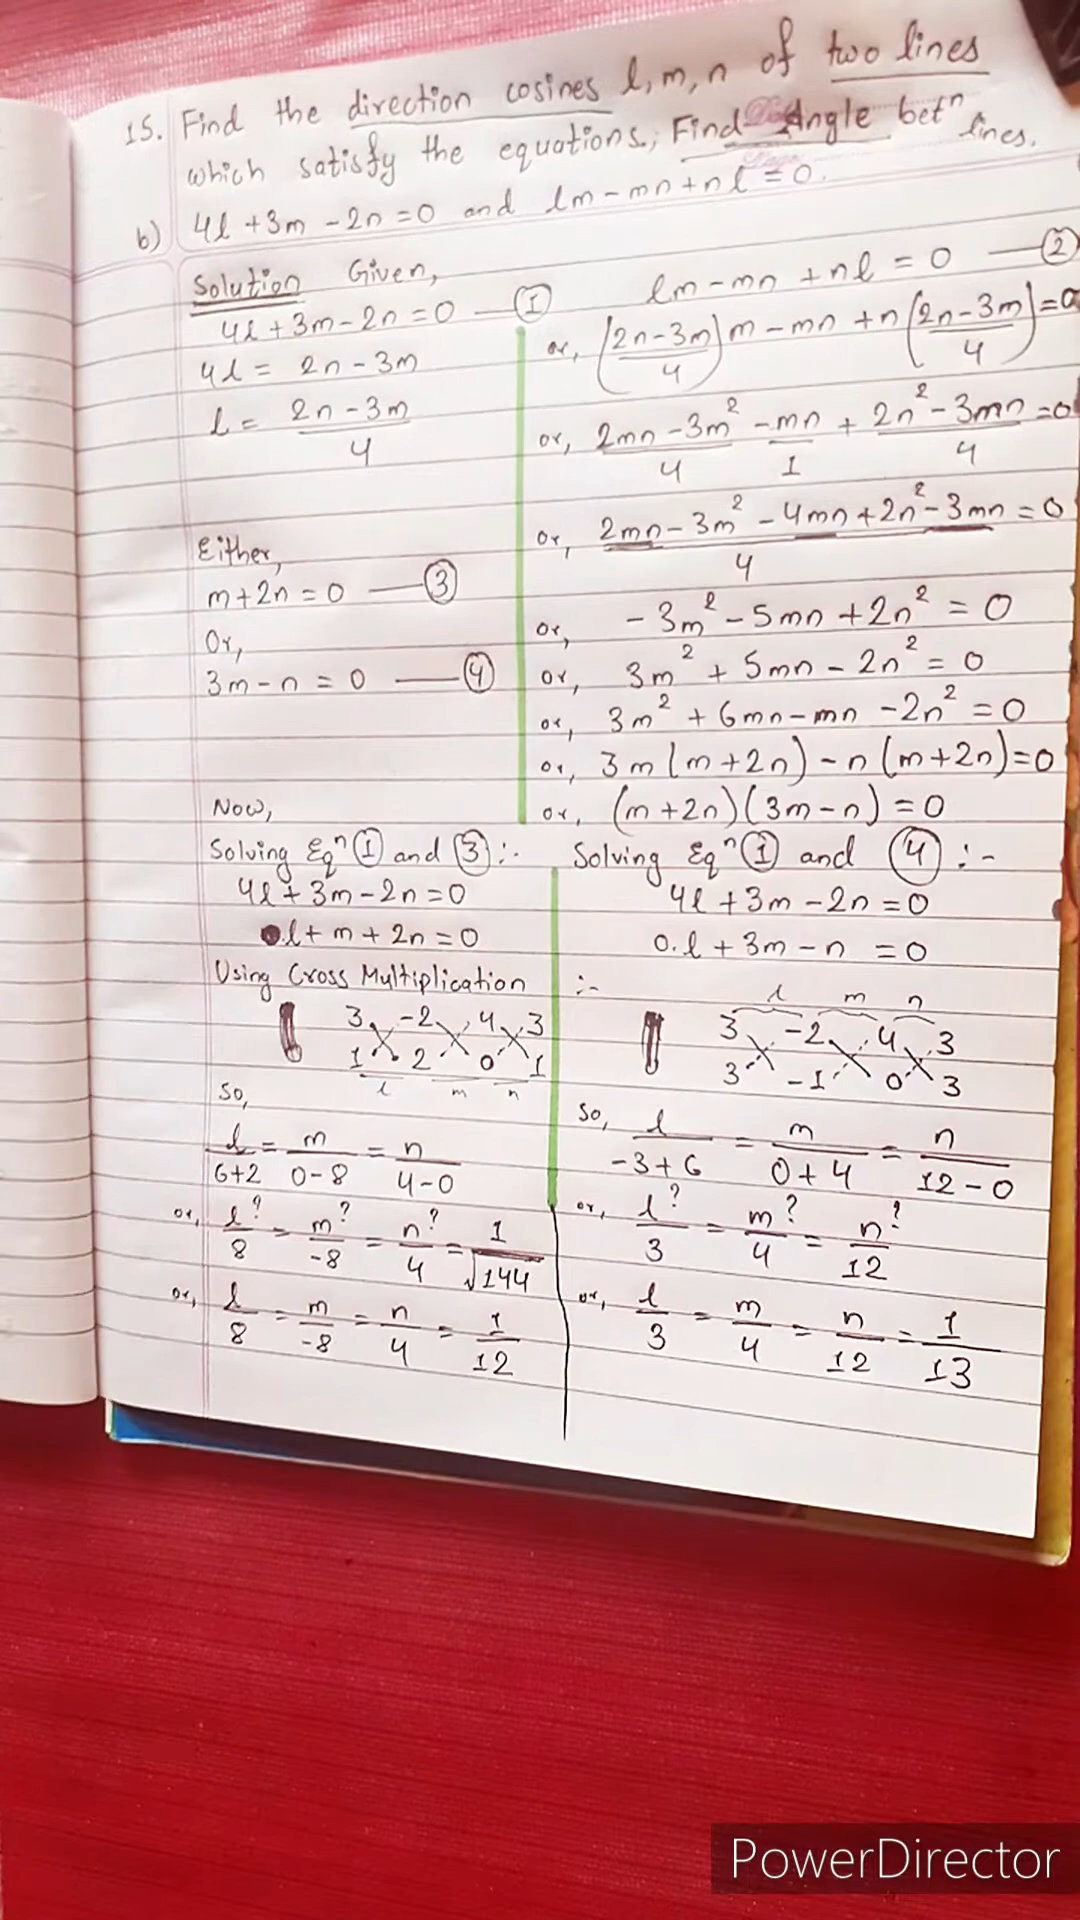 15. Find the direction cosines l, m, n of two lines
which satisfy the equations., Find Angle betⁿ lines.
b) 4l + 3m - 2n = 0 and lm - mn + nl = 0.
Solution Given,
4l + 3m - 2n = 0 — ①
4l = 2n - 3m
l = (2n - 3m)/4
lm - mn + nl = 0 — ②
or, ((2n - 3m)/4) m - mn + n ((2n - 3m)/4) = 0
or, (2mn - 3m²)/4 - mn/1 + (2n² - 3mn)/4 = 0
or, (2mn - 3m² - 4mn + 2n² - 3mn)/4 = 0
or, - 3m² - 5mn + 2n² = 0
or, 3m² + 5mn - 2n² = 0
or, 3m² + 6mn - mn - 2n² = 0
or, 3m (m + 2n) - n (m + 2n) = 0
or, (m + 2n) (3m - n) = 0
Either,
m + 2n = 0 — ③
Or,
3m - n = 0 — ④
Now,
Solving Eqⁿ ① and ③ :-
4l + 3m - 2n = 0
0.l + m + 2n = 0
Using Cross Multiplication :-
3 -2 4 3
1 2 0 1
l m n
So,
l/(6+2) = m/(0-8) = n/(4-0)
or, l?/8 = m?/-8 = n?/4 = 1/√144
or, l/8 = m/-8 = n/4 = 1/12
Solving Eqⁿ ① and ④ :-
4l + 3m - 2n = 0
0.l + 3m - n = 0
l m n
3 -2 4 3
3 -1 0 3
So, l/(-3+6) = m/(0+4) = n/(12-0)
or, l?/3 = m?/4 = n?/12
or, l/3 = m/4 = n/12 = 1/13
PowerDirector